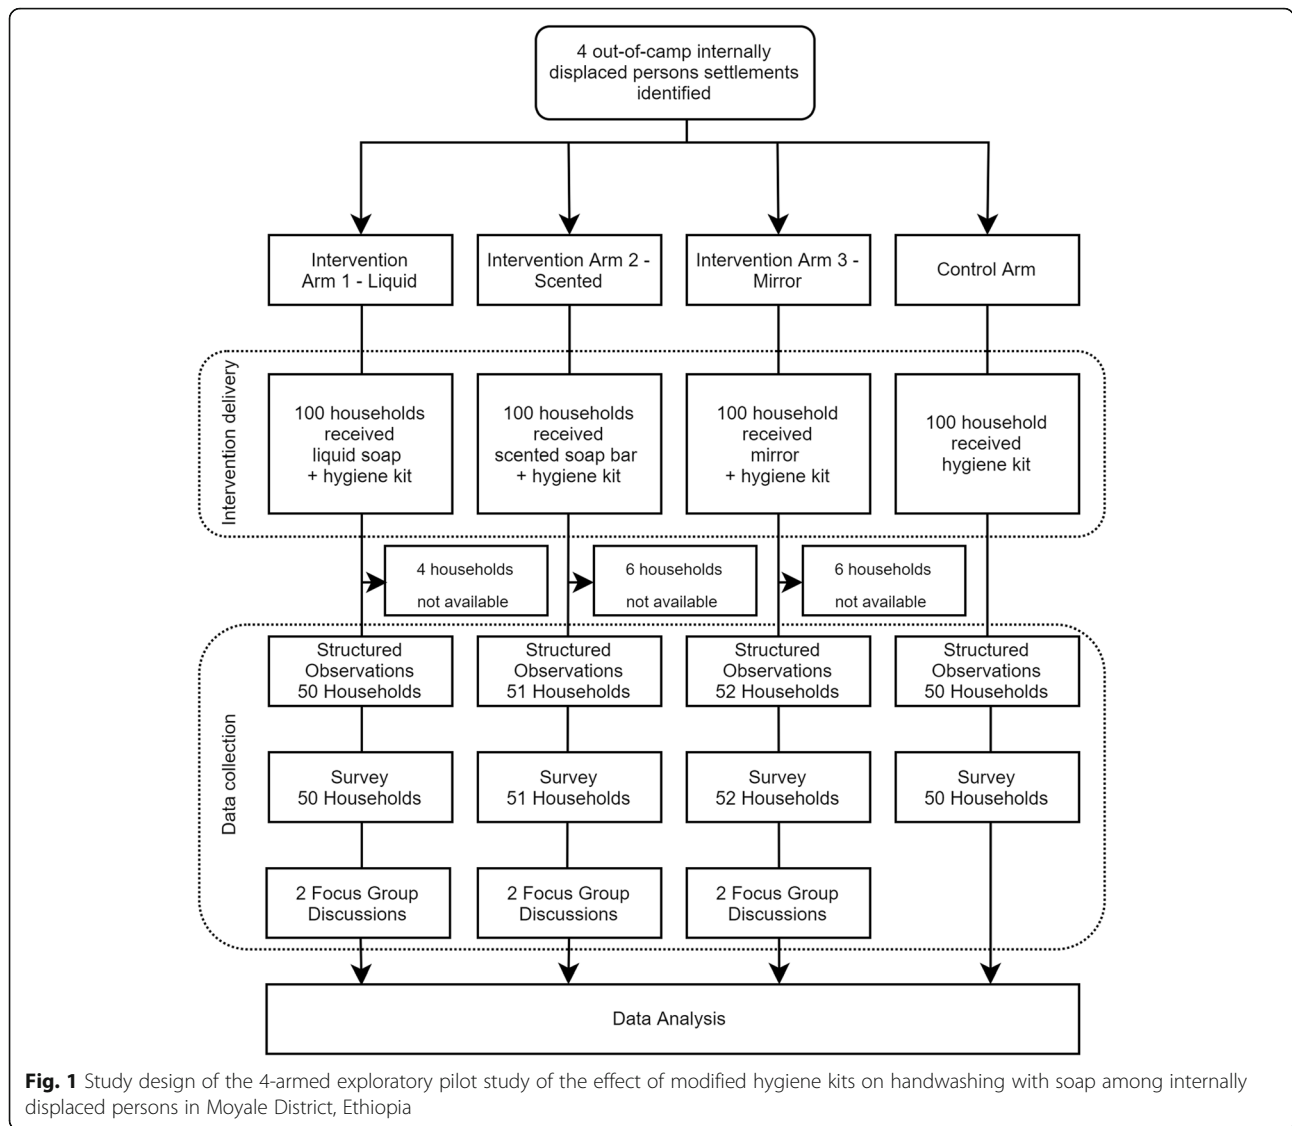 4 out-of-camp internally
displaced persons settlements
identified
Intervention
Arm 1 - Liquid
Intervention Arm 2 -
Scented
Intervention Arm 3 -
Mirror
Control Arm
Intervention delivery
100 households
received
liquid soap
+ hygiene kit
100 households
received
scented soap bar
+ hygiene kit
100 household
received
mirror
+ hygiene kit
100 household
received
hygiene kit
4 households
not available
6 households
not available
6 households
not available
Data collection
Structured
Observations
50 Households
Structured
Observations
51 Households
Structured
Observations
52 Households
Structured
Observations
50 Households
Survey
50 Households
Survey
51 Households
Survey
52 Households
Survey
50 Households
2 Focus Group
Discussions
2 Focus Group
Discussions
2 Focus Group
Discussions
Data Analysis
Fig. 1 Study design of the 4-armed exploratory pilot study of the effect of modified hygiene kits on handwashing with soap among internally
displaced persons in Moyale District, Ethiopia